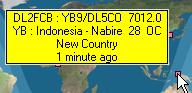 DL2FCB : YB9/DL5CO 7012.0
YB : Indonesia - Nabire 28 OC
New Country
1 minute ago